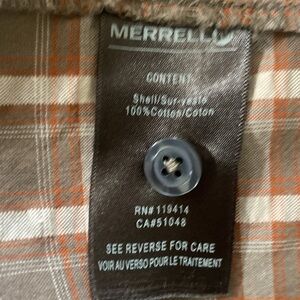 MERRELL
CONTENT
Shell/Sur-veste
100%Cotton/Coton
RN# 119414
CA#51048
SEE REVERSE FOR CARE
VOIR AU VERSO POUR LE TRAITEMENT